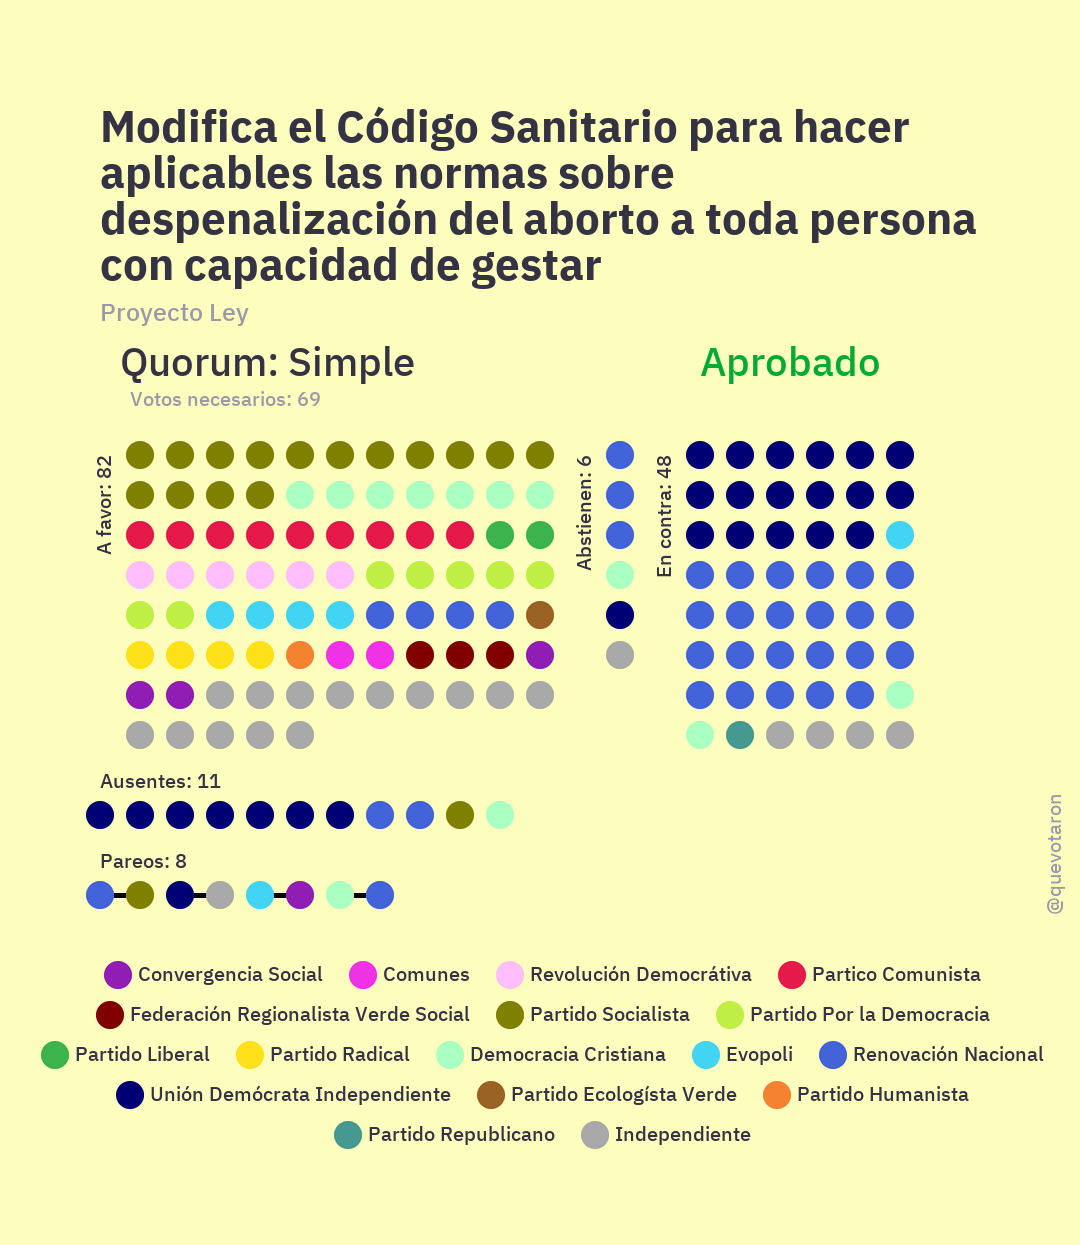 Modifica el Código Sanitario para hacer
aplicables las normas sobre
despenalización del aborto a toda persona
con capacidad de gestar
Proyecto Ley
Quorum: Simple
Aprobado
Votos necesarios: 69
A favor: 82
Abstienen: 6
En contra: 48
Ausentes: 11
Pareos: 8
@quevotaron
Convergencia Social
Comunes
Revolución Democrátiva
Partico Comunista
Federación Regionalista Verde Social
Partido Socialista
Partido Por la Democracia
Partido Liberal
Partido Radical
Democracia Cristiana
Evopoli
Renovación Nacional
Unión Demócrata Independiente
Partido Ecologísta Verde
Partido Humanista
Partido Republicano
Independiente